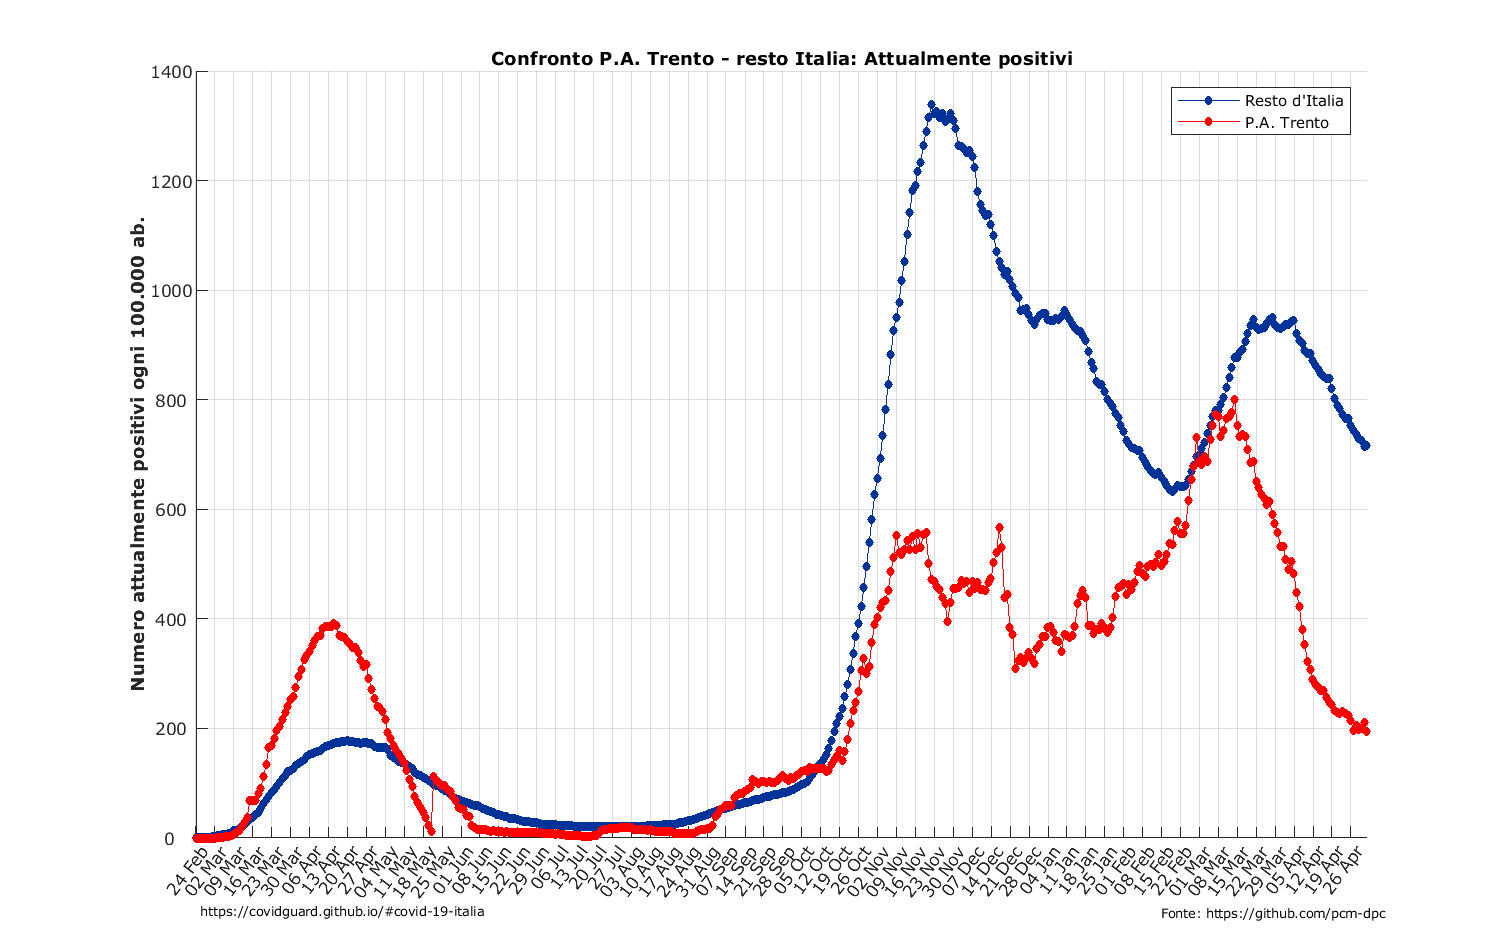 Confronto P.A. Trento - resto Italia: Attualmente positivi
1400
1200
1000
800
600
400
200
0
Numero attualmente positivi ogni 100.000 ab.
Resto d'Italia
P.A. Trento
24 Feb
02 Mar
09 Mar
16 Mar
23 Mar
30 Mar
06 Apr
13 Apr
20 Apr
27 Apr
04 May
11 May
18 May
25 May
01 Jun
08 Jun
15 Jun
22 Jun
29 Jun
06 Jul
13 Jul
20 Jul
27 Jul
03 Aug
10 Aug
17 Aug
24 Aug
31 Aug
07 Sep
14 Sep
21 Sep
28 Sep
05 Oct
12 Oct
19 Oct
26 Oct
02 Nov
09 Nov
16 Nov
23 Nov
30 Nov
07 Dec
14 Dec
21 Dec
28 Dec
04 Jan
11 Jan
18 Jan
25 Jan
01 Feb
08 Feb
15 Feb
22 Feb
01 Mar
08 Mar
15 Mar
22 Mar
29 Mar
05 Apr
12 Apr
19 Apr
26 Apr
https://covidguard.github.io/#covid-19-italia
Fonte: https://github.com/pcm-dpc